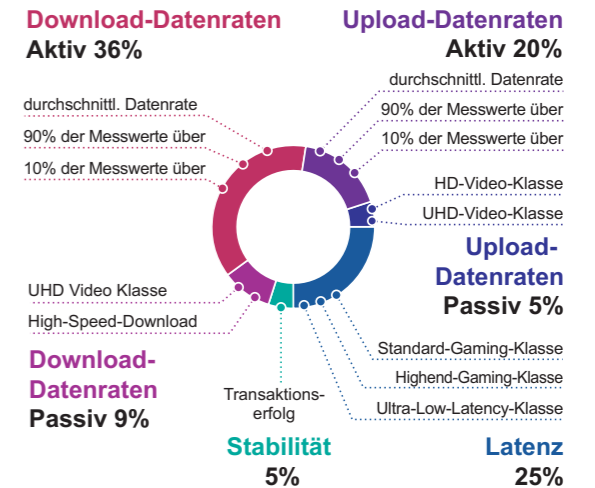 Download-Datenraten
Aktiv 36%
durchschnittl. Datenrate
90% der Messwerte über
10% der Messwerte über
Upload-Datenraten
Aktiv 20%
durchschnittl. Datenrate
90% der Messwerte über
10% der Messwerte über
HD-Video-Klasse
UHD-Video-Klasse
Upload-
Datenraten
Passiv 5%
UHD Video Klasse
High-Speed-Download
Download-
Datenraten
Passiv 9%
Transaktions-
erfolg
Stabilität
5%
Standard-Gaming-Klasse
Highend-Gaming-Klasse
Ultra-Low-Latency-Klasse
Latenz
25%